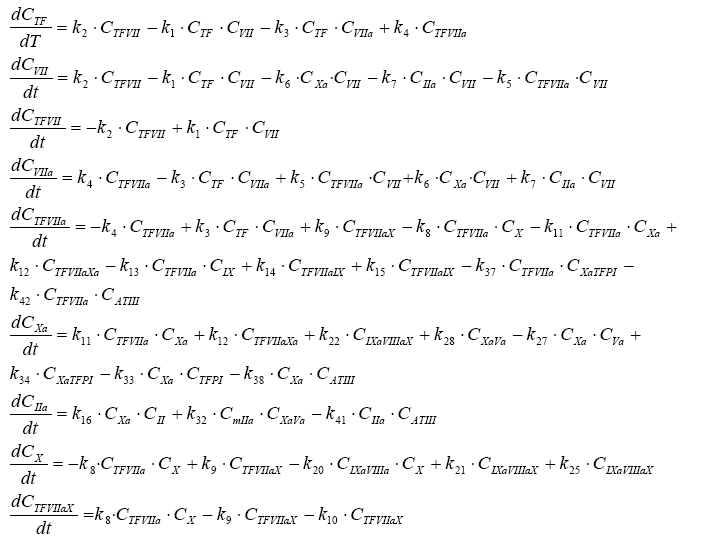 dC_TF/dT = k_2 · C_TFVII − k_1 · C_TF · C_VII − k_3 · C_TF · C_VIIa + k_4 · C_TFVIIa
dC_VII/dt = k_2 · C_TFVII − k_1 · C_TF · C_VII − k_6 · C_Xa · C_VII − k_7 · C_IIa · C_VII − k_5 · C_TFVIIa · C_VII
dC_TFVII/dt = −k_2 · C_TFVII + k_1 · C_TF · C_VII
dC_VIIa/dt = k_4 · C_TFVIIa − k_3 · C_TF · C_VIIa + k_5 · C_TFVIIa · C_VII + k_6 · C_Xa · C_VII + k_7 · C_IIa · C_VII
dC_TFVIIa/dt = −k_4 · C_TFVIIa + k_3 · C_TF · C_VIIa + k_9 · C_TFVIIaX − k_8 · C_TFVIIa · C_X − k_11 · C_TFVIIa · C_Xa +
k_12 · C_TFVIIaXa − k_13 · C_TFVIIa · C_IX + k_14 · C_TFVIIaIX + k_15 · C_TFVIIaIX − k_37 · C_TFVIIa · C_XaTFPI −
k_42 · C_TFVIIa · C_ATIII
dC_Xa/dt = k_11 · C_TFVIIa · C_Xa + k_12 · C_TFVIIaXa + k_22 · C_IXaVIIIaX + k_28 · C_XaVa − k_27 · C_Xa · C_Va +
k_34 · C_XaTFPI − k_33 · C_Xa · C_TFPI − k_38 · C_Xa · C_ATIII
dC_IIa/dt = k_16 · C_Xa · C_II + k_32 · C_mIIa · C_XaVa − k_41 · C_IIa · C_ATIII
dC_X/dt = −k_8 · C_TFVIIa · C_X + k_9 · C_TFVIIaX − k_20 · C_IXaVIIIa · C_X + k_21 · C_IXaVIIIaX + k_25 · C_IXaVIIIaX
dC_TFVIIaX/dt = k_8 · C_TFVIIa · C_X − k_9 · C_TFVIIaX − k_10 · C_TFVIIaX